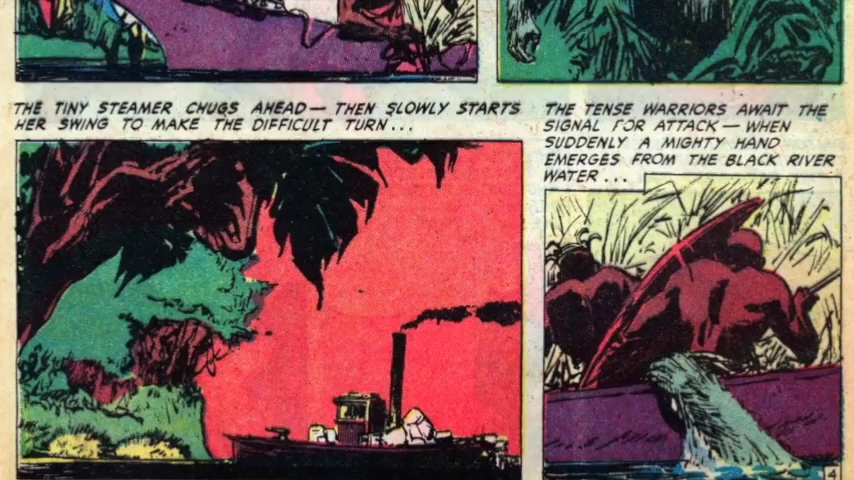 THE TINY STEAMER CHUGS AHEAD — THEN SLOWLY STARTS
HER SWING TO MAKE THE DIFFICULT TURN...
THE TENSE WARRIORS AWAIT THE
SIGNAL FOR ATTACK — WHEN
SUDDENLY A MIGHTY HAND
EMERGES FROM THE BLACK RIVER
WATER...
4